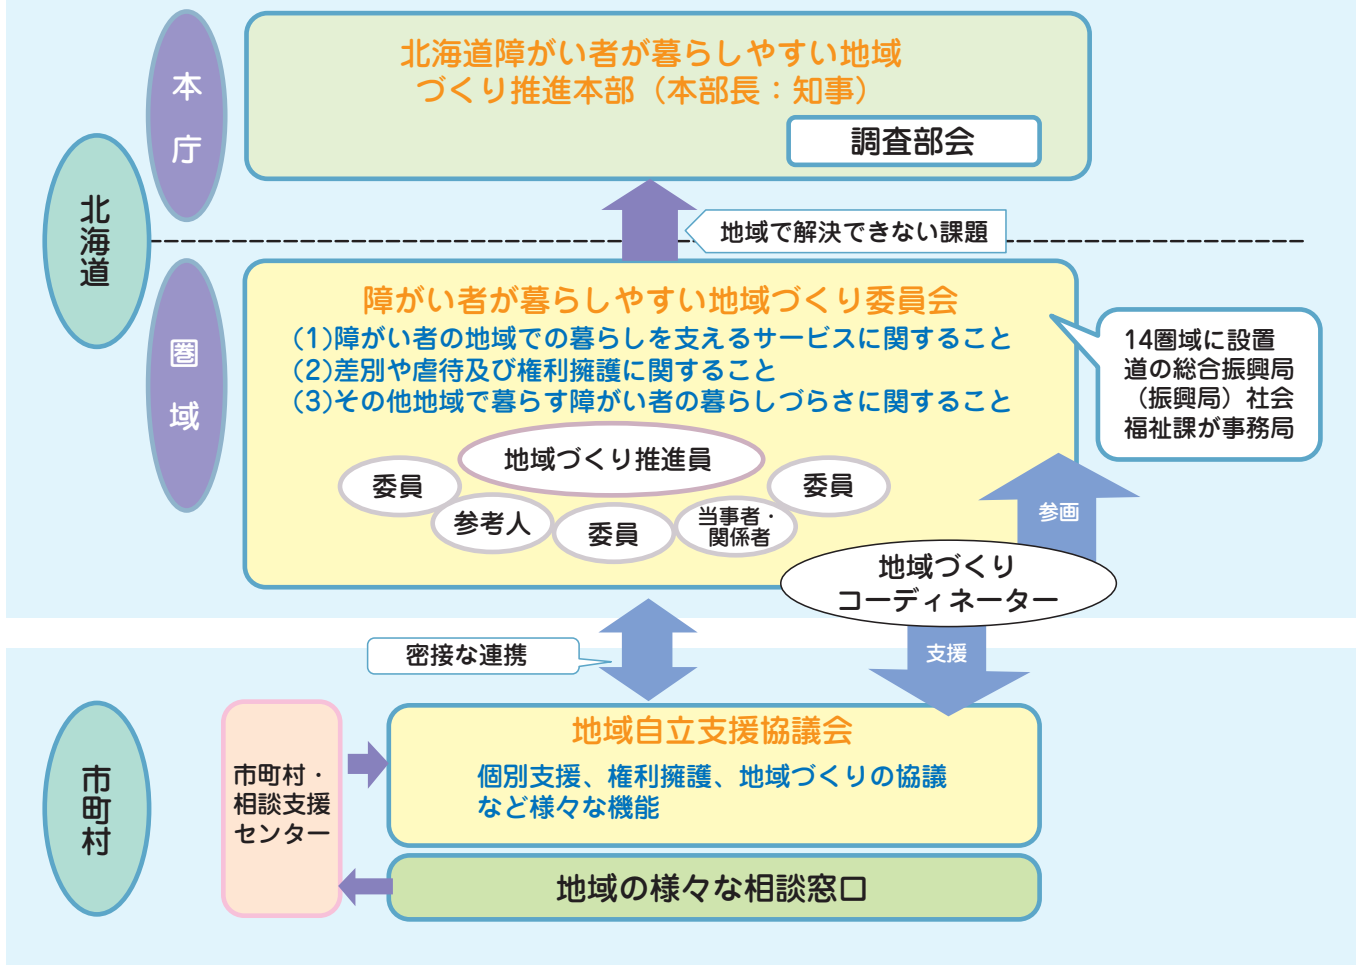 本庁
北海道障がい者が暮らしやすい地域
づくり推進本部（本部長：知事）
調査部会
北海道
地域で解決できない課題
圏域
障がい者が暮らしやすい地域づくり委員会
(1)障がい者の地域での暮らしを支えるサービスに関すること
(2)差別や虐待及び権利擁護に関すること
(3)その他地域で暮らす障がい者の暮らしづらさに関すること
14圏域に設置
道の総合振興局
（振興局）社会
福祉課が事務局
地域づくり推進員
委員
参考人
委員
当事者・
関係者
委員
参画
地域づくり
コーディネーター
支援
密接な連携
市町村
市町村・
相談支援
センター
地域自立支援協議会
個別支援、権利擁護、地域づくりの協議
など様々な機能
地域の様々な相談窓口